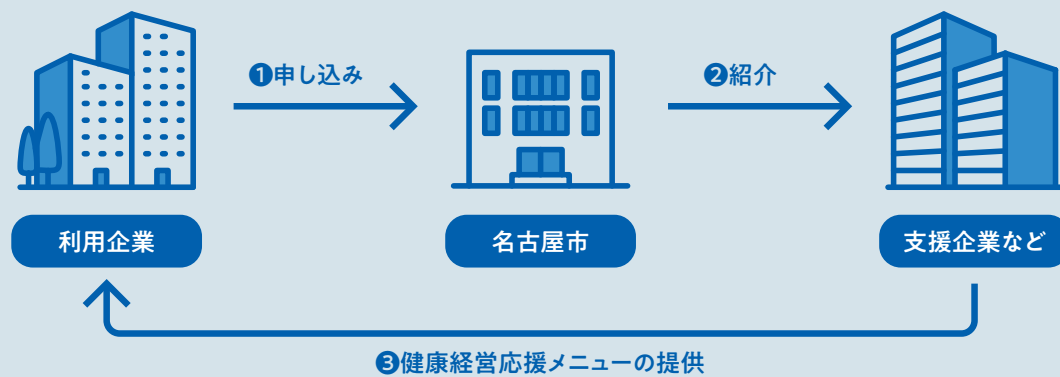 ❶申し込み
❷紹介
利用企業
名古屋市
支援企業など
❸健康経営応援メニューの提供